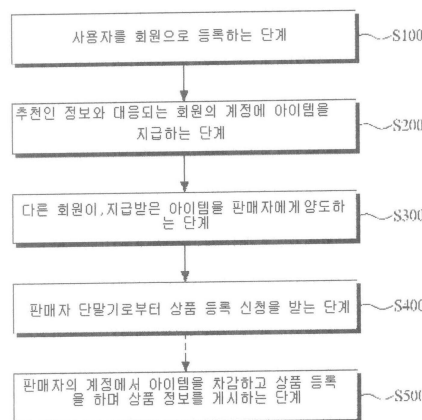 사용자를 회원으로 등록하는 단계
S100
추천인 정보와 대응되는 회원의 계정에 아이템을
지급하는 단계
S200
다른 회원이,지급받은 아이템을 판매자에게 양도하
는 단계
S300
판매자 단말기로부터 상품 등록 신청을 받는 단계
S400
판매자의 계정에서 아이템을 차감하고 상품 등록
을 하며 상품 정보를 게시하는 단계
S500